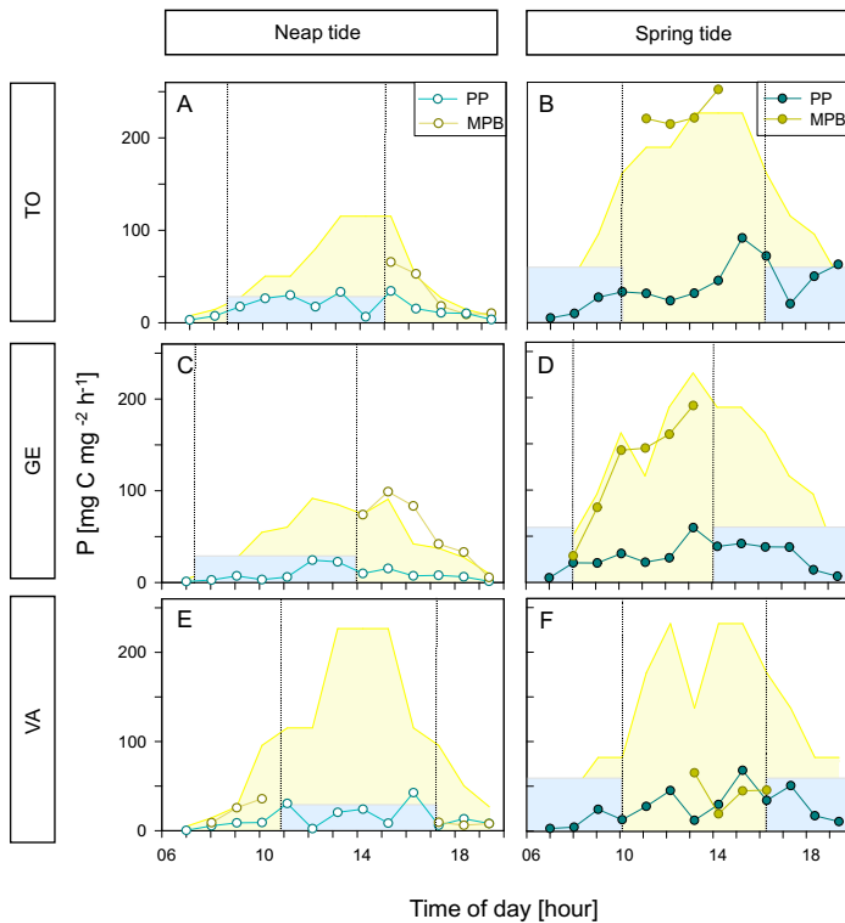 Neap tide
Spring tide
TO
A
PP
MPB
B
PP
MPB
200
100
0
GE
C
D
200
100
0
P [mg C mg -2 h-1]
VA
E
F
200
100
0
06
10
14
18
06
10
14
18
Time of day [hour]